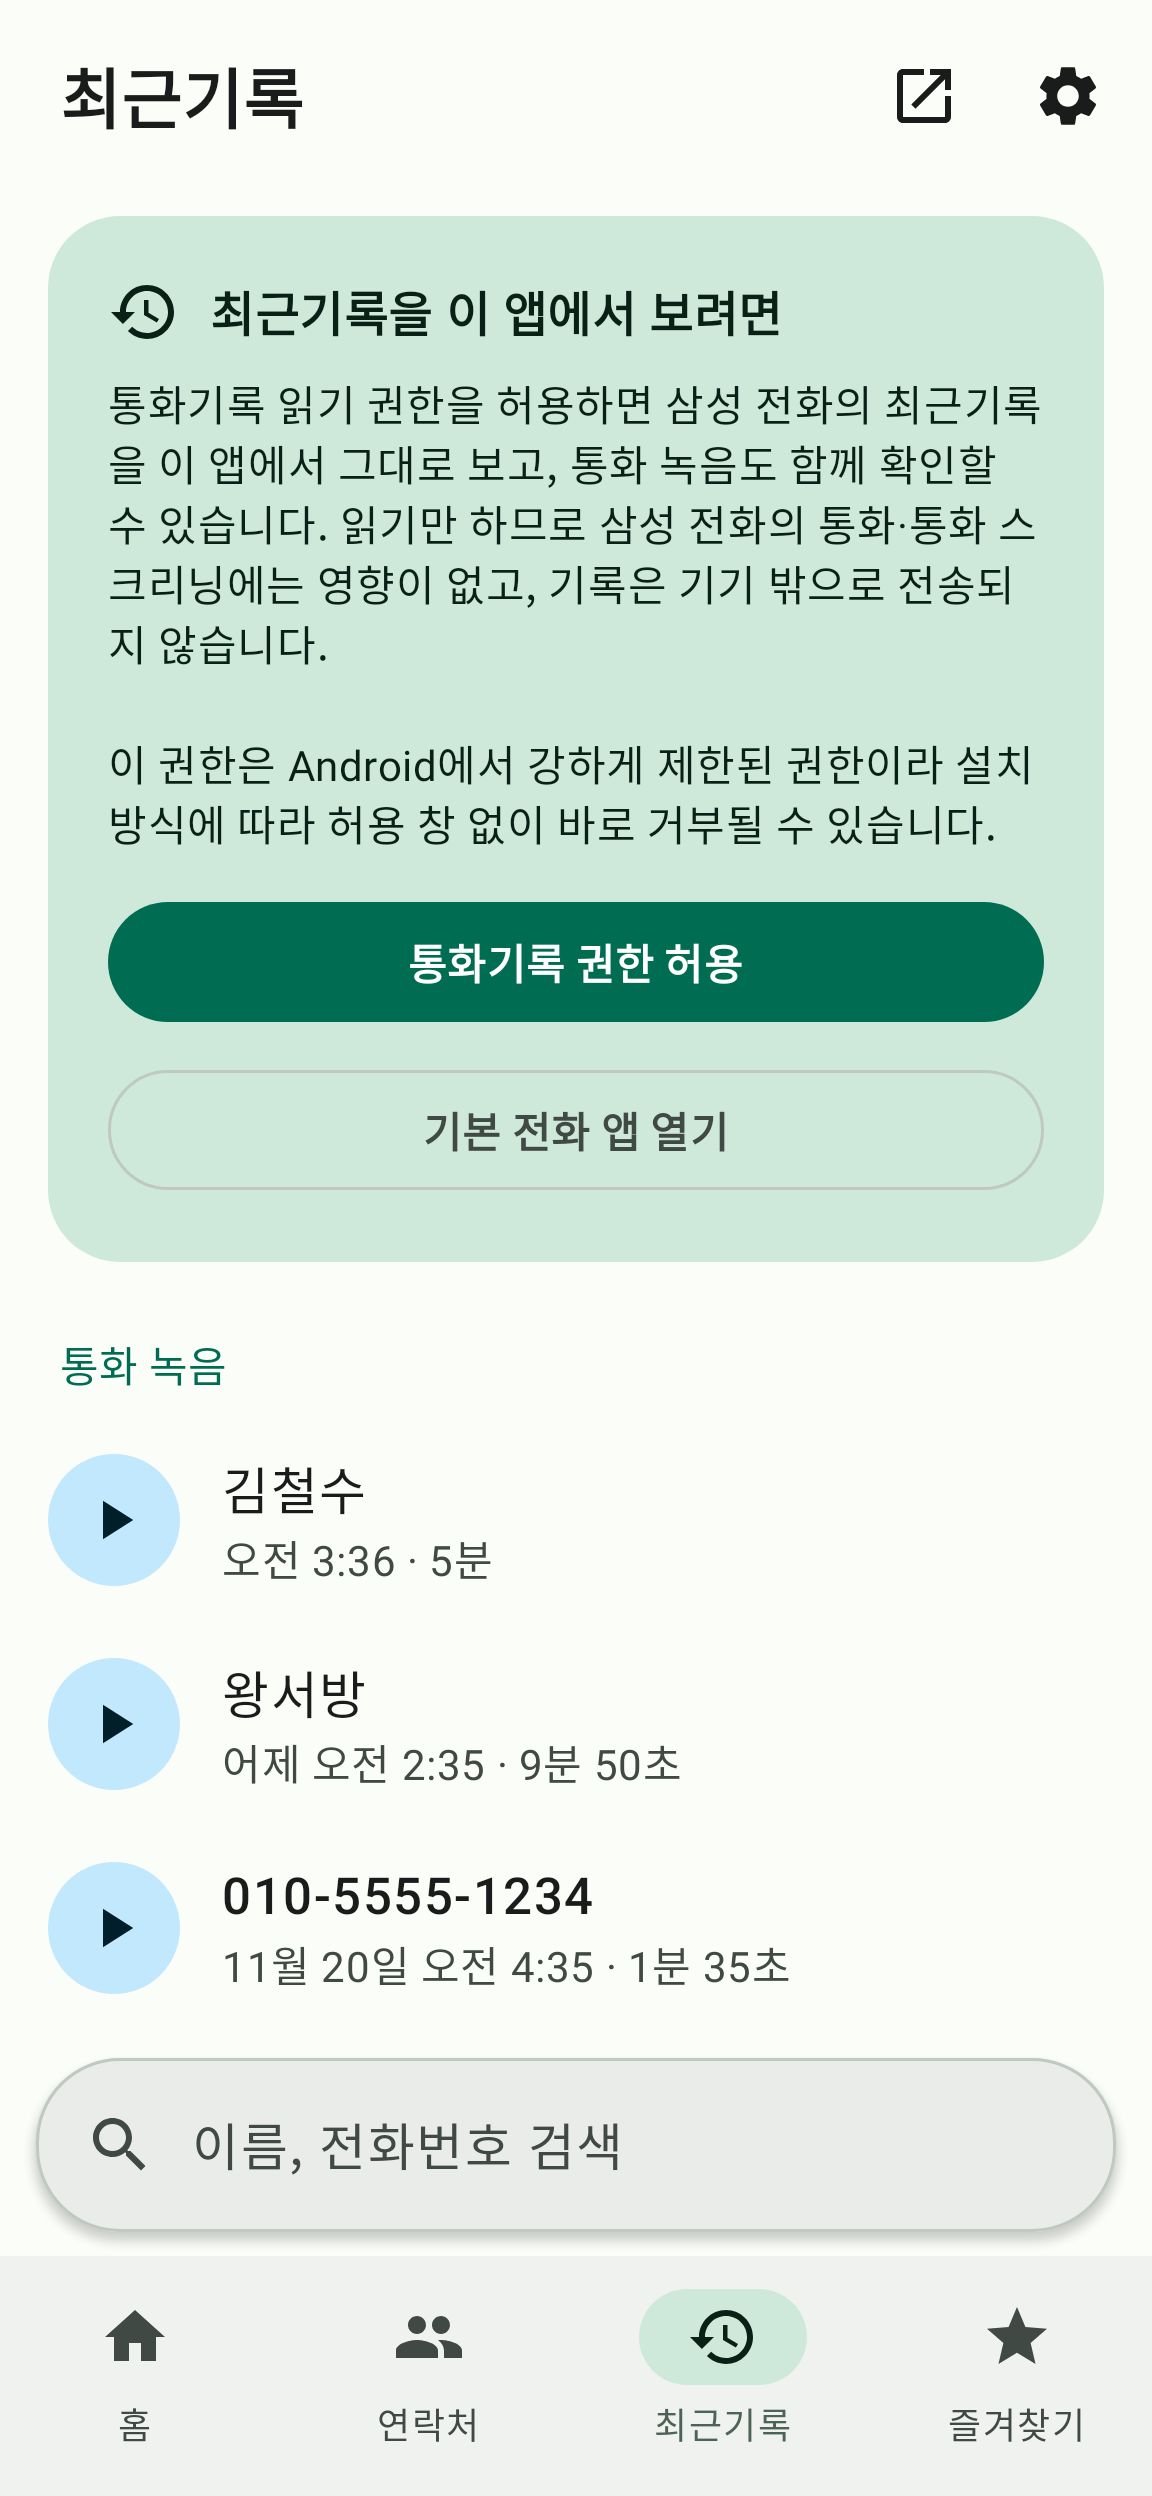 최근기록
최근기록을 이 앱에서 보려면
통화기록 읽기 권한을 허용하면 삼성 전화의 최근기록
을 이 앱에서 그대로 보고, 통화 녹음도 함께 확인할
수 있습니다. 읽기만 하므로 삼성 전화의 통화·통화 스
크리닝에는 영향이 없고, 기록은 기기 밖으로 전송되
지 않습니다.
이 권한은 Android에서 강하게 제한된 권한이라 설치
방식에 따라 허용 창 없이 바로 거부될 수 있습니다.
통화기록 권한 허용
기본 전화 앱 열기
통화 녹음
김철수
오전 3:36 · 5분
왕서방
어제 오전 2:35 · 9분 50초
010-5555-1234
11월 20일 오전 4:35 · 1분 35초
이름, 전화번호 검색
홈
연락처
최근기록
즐겨찾기